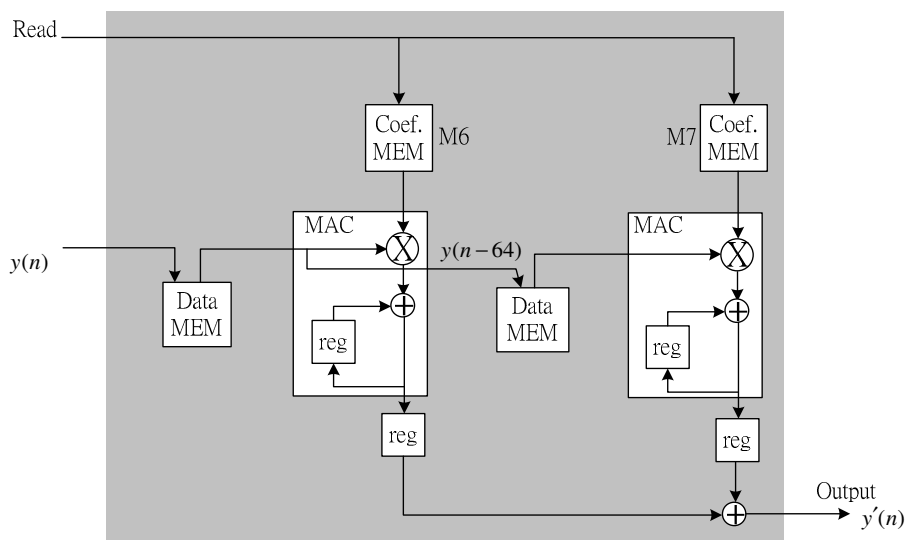 Read
Coef.
MEM
M6
M7
Coef.
MEM
MAC
MAC
X
X
y(n)
y(n−64)
Data
MEM
+
+
Data
MEM
reg
reg
reg
reg
Output
+
y′(n)